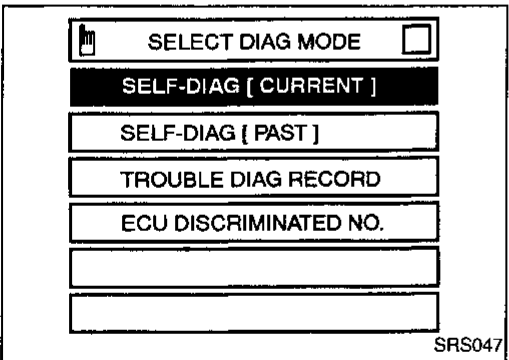 SELECT DIAG MODE
SELF-DIAG [ CURRENT ]
SELF-DIAG [ PAST ]
TROUBLE DIAG RECORD
ECU DISCRIMINATED NO.
SRS047